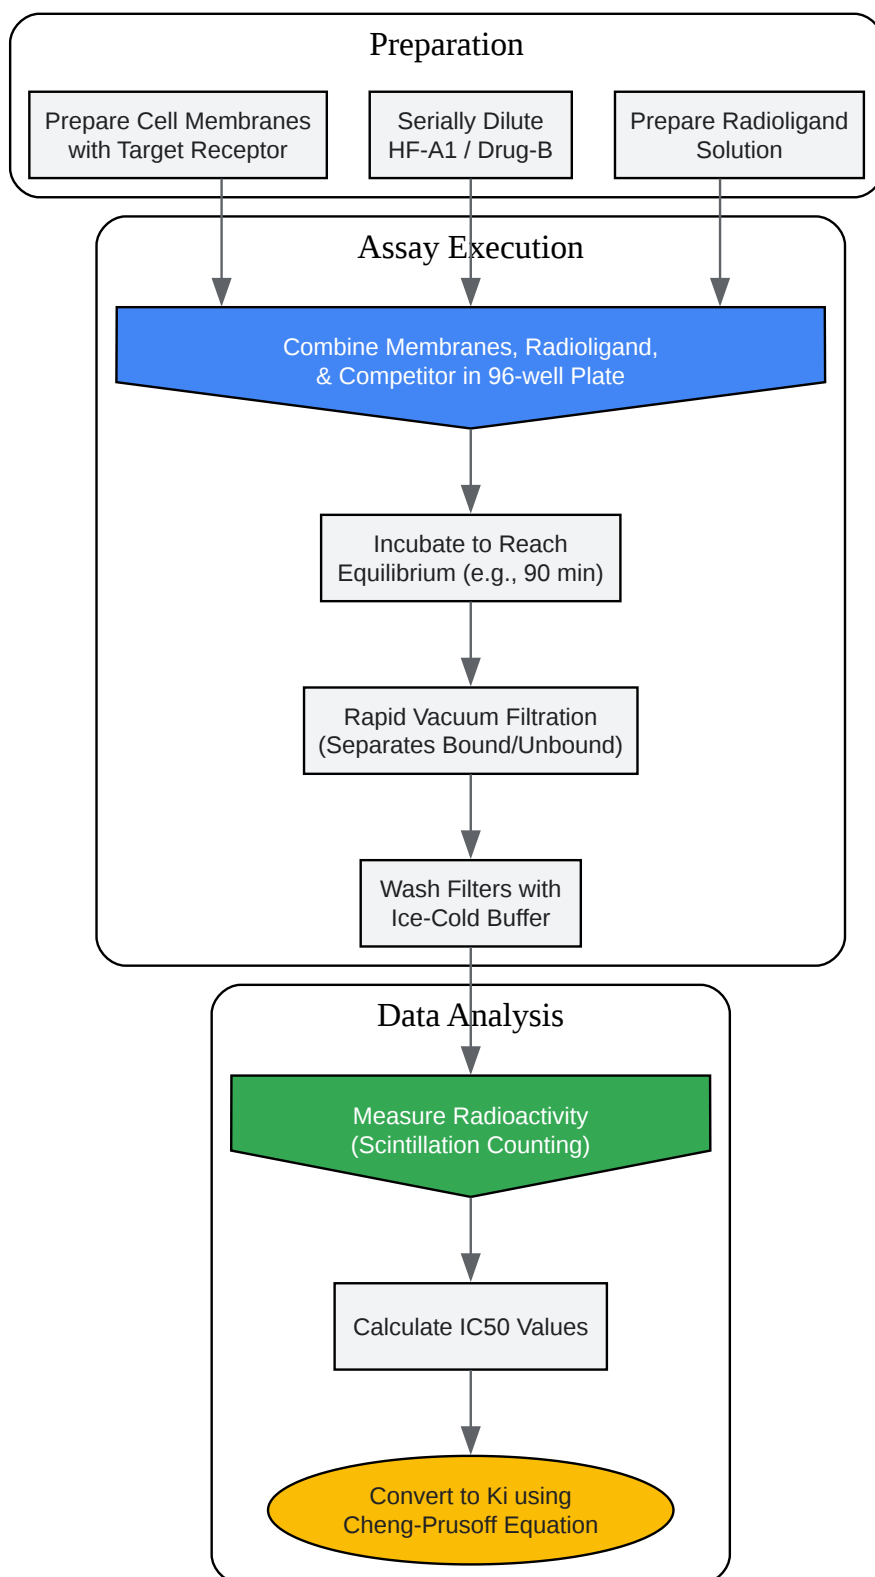 Preparation
Prepare Cell Membranes
with Target Receptor
Serially Dilute
HF-A1 / Drug-B
Prepare Radioligand
Solution
Assay Execution
Combine Membranes, Radioligand,
& Competitor in 96-well Plate
Incubate to Reach
Equilibrium (e.g., 90 min)
Rapid Vacuum Filtration
(Separates Bound/Unbound)
Wash Filters with
Ice-Cold Buffer
Data Analysis
Measure Radioactivity
(Scintillation Counting)
Calculate IC50 Values
Convert to Ki using
Cheng-Prusoff Equation